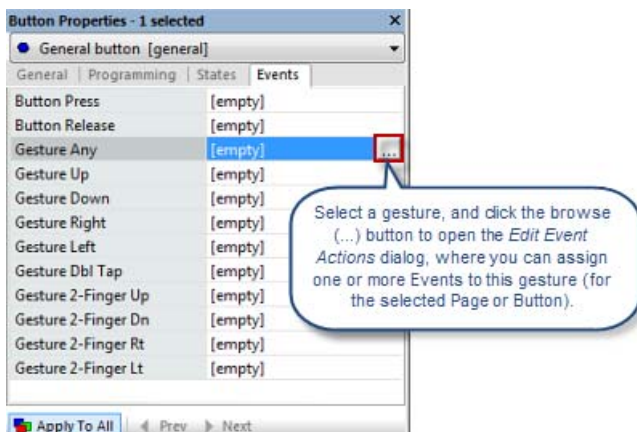 Button Properties - 1 selected
General button [general]
General | Programming | States | Events
Button Press [empty]
Button Release [empty]
Gesture Any [empty] ...
Gesture Up [empty]
Gesture Down [empty]
Gesture Right [empty]
Gesture Left [empty]
Gesture Dbl Tap [empty]
Gesture 2-Finger Up [empty]
Gesture 2-Finger Dn [empty]
Gesture 2-Finger Rt [empty]
Gesture 2-Finger Lt [empty]
Select a gesture, and click the browse
(...) button to open the Edit Event
Actions dialog, where you can assign
one or more Events to this gesture (for
the selected Page or Button).
Apply To All Prev Next